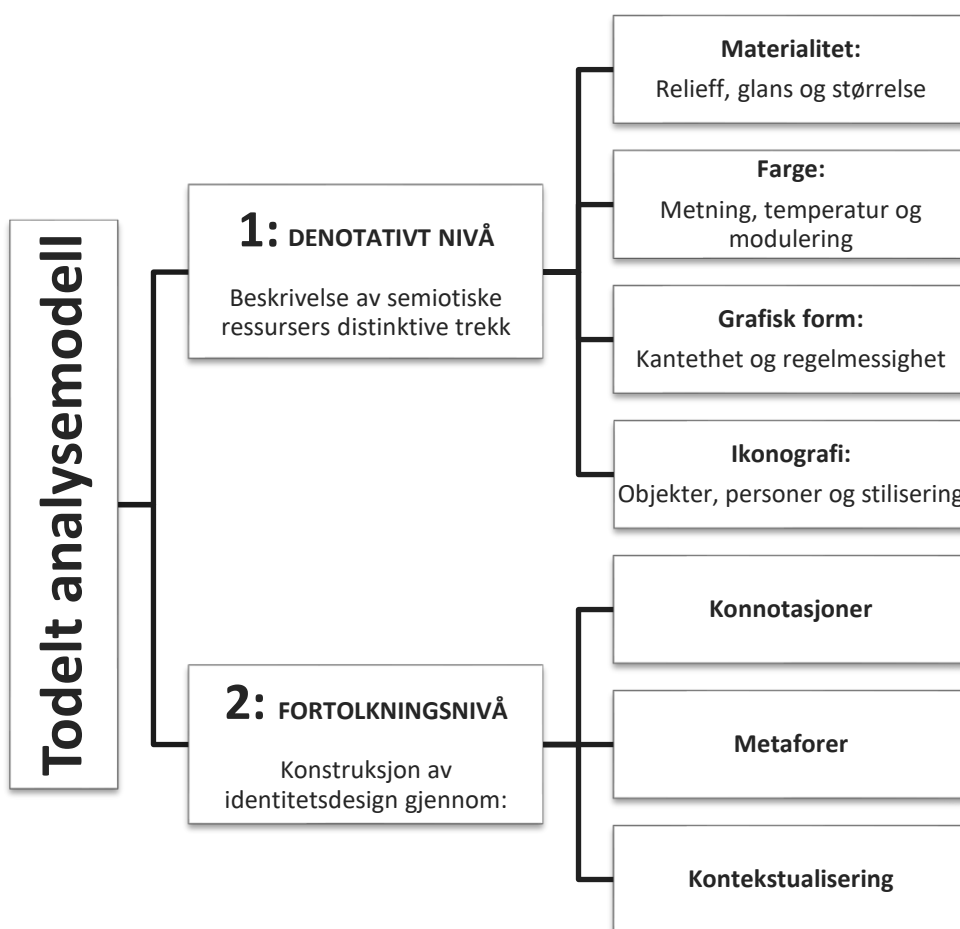 Todelt analysemodell
1: DENOTATIVT NIVÅ
Beskrivelse av semiotiske
ressursers distinktive trekk
Materialitet:
Relieff, glans og størrelse
Farge:
Metning, temperatur og
modulering
Grafisk form:
Kantethet og regelmessighet
Ikonografi:
Objekter, personer og stilisering
2: FORTOLKNINGSNIVÅ
Konstruksjon av
identitetsdesign gjennom:
Konnotasjoner
Metaforer
Kontekstualisering